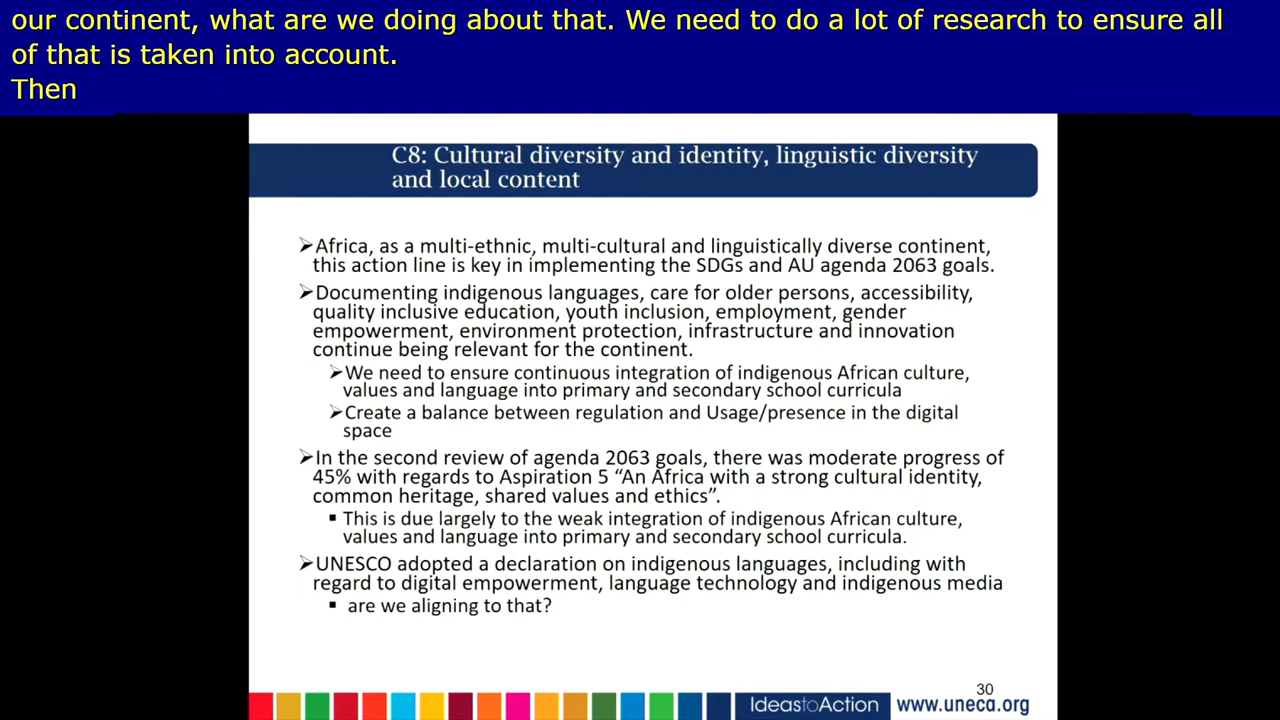 our continent, what are we doing about that. We need to do a lot of research to ensure all
of that is taken into account.
Then
C8: Cultural diversity and identity, linguistic diversity
and local content
➢Africa, as a multi-ethnic, multi-cultural and linguistically diverse continent,
this action line is key in implementing the SDGs and AU agenda 2063 goals.
➢Documenting indigenous languages, care for older persons, accessibility,
quality inclusive education, youth inclusion, employment, gender
empowerment, environment protection, infrastructure and innovation
continue being relevant for the continent.
➢We need to ensure continuous integration of indigenous African culture,
values and language into primary and secondary school curricula
➢Create a balance between regulation and Usage/presence in the digital
space
➢In the second review of agenda 2063 goals, there was moderate progress of
45% with regards to Aspiration 5 “An Africa with a strong cultural identity,
common heritage, shared values and ethics”.
▪ This is due largely to the weak integration of indigenous African culture,
values and language into primary and secondary school curricula.
➢UNESCO adopted a declaration on indigenous languages, including with
regard to digital empowerment, language technology and indigenous media
▪ are we aligning to that?
30
IdeastoAction www.uneca.org